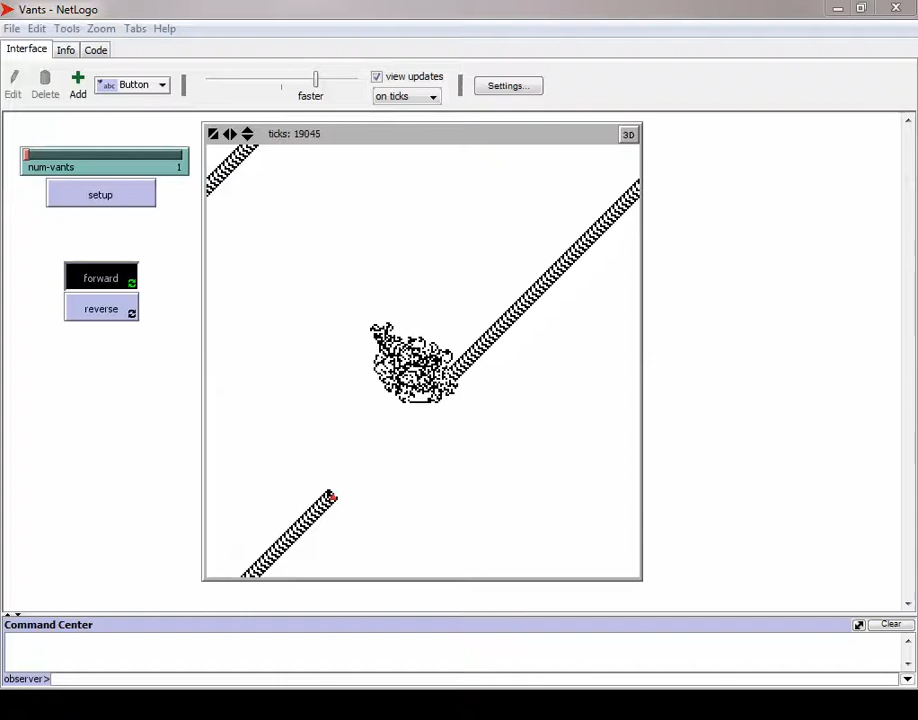 Vants - NetLogo
File Edit Tools Zoom Tabs Help
Interface Info Code
Edit Delete Add abc Button faster view updates on ticks Settings...
ticks: 19045 3D
num-vants 1
setup
forward
reverse
Command Center Clear
observer>